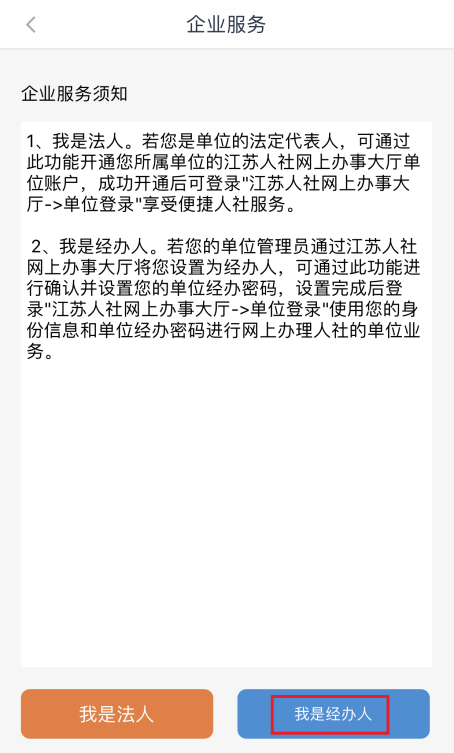 企业服务
企业服务须知
1、我是法人。若您是单位的法定代表人，可通过
此功能开通您所属单位的江苏人社网上办事大厅单
位账户，成功开通后可登录"江苏人社网上办事大
厅->单位登录"享受便捷人社服务。
2、我是经办人。若您的单位管理员通过江苏人社
网上办事大厅将您设置为经办人，可通过此功能进
行确认并设置您的单位经办密码，设置完成后登
录"江苏人社网上办事大厅->单位登录"使用您的身
份信息和单位经办密码进行网上办理人社的单位业
务。
我是法人
我是经办人